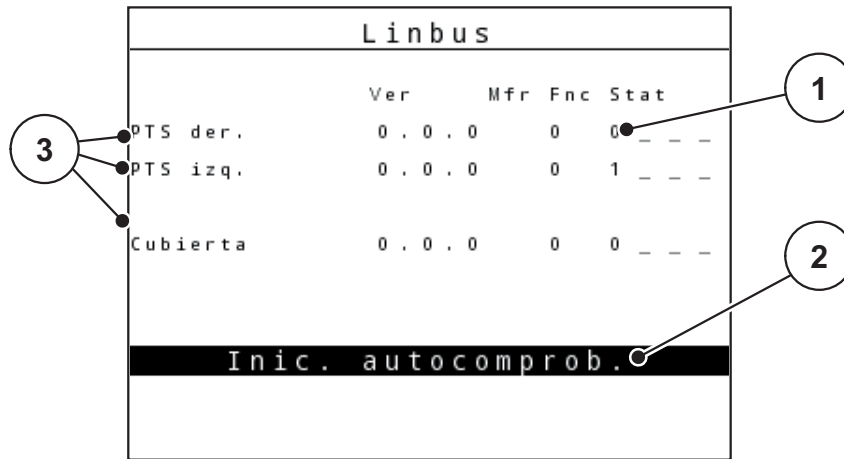 Linbus
Ver Mfr Fnc Stat
PTS der. 0.0.0 0 0 _ _ _
PTS izq. 0.0.0 0 1 _ _ _
Cubierta 0.0.0 0 0 _ _ _
Inic. autocomprob.
1
2
3